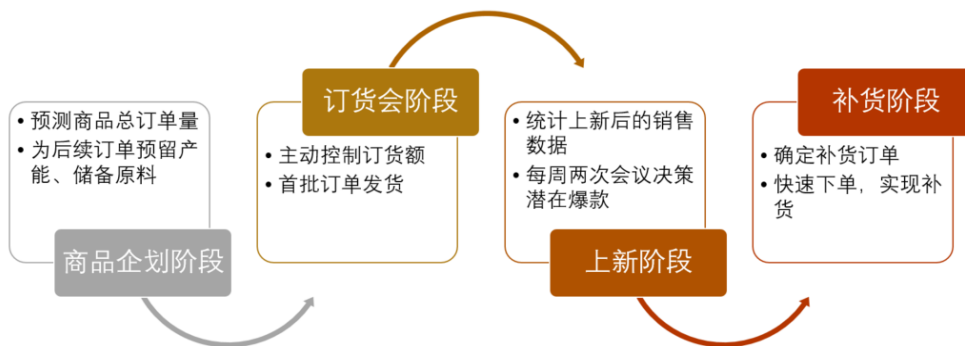 • 预测商品总订单量
• 为后续订单预留产
能、储备原料
商品企划阶段
订货会阶段
• 主动控制订货额
• 首批订单发货
• 统计上新后的销售
数据
• 每周两次会议决策
潜在爆款
上新阶段
补货阶段
• 确定补货订单
• 快速下单，实现补
货